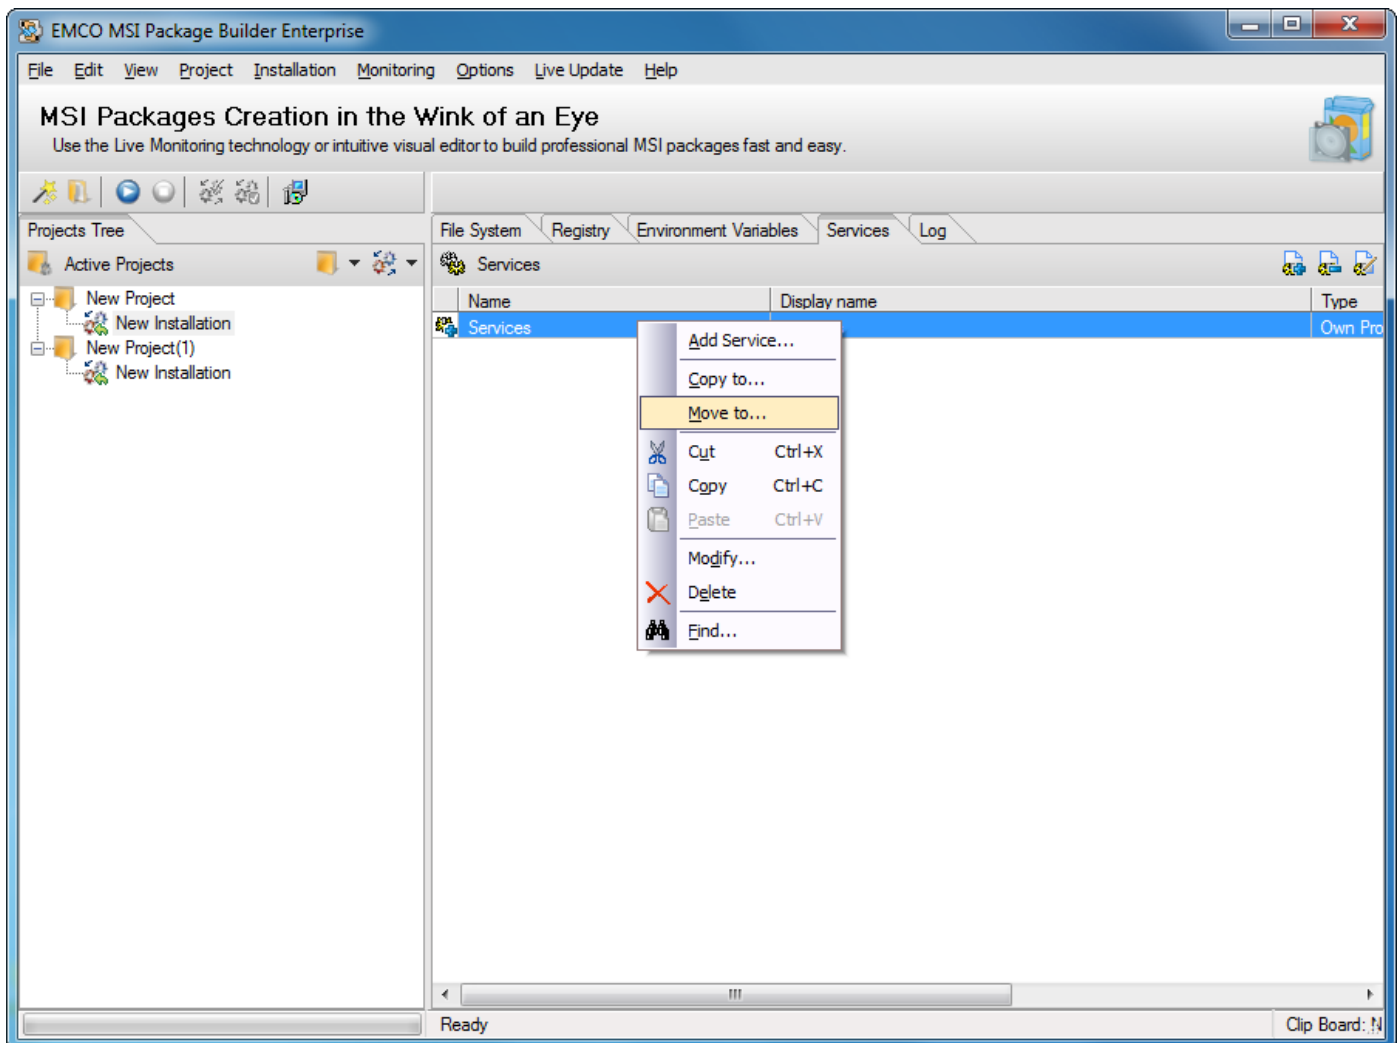 EMCO MSI Package Builder Enterprise
File Edit View Project Installation Monitoring Options Live Update Help
MSI Packages Creation in the Wink of an Eye
Use the Live Monitoring technology or intuitive visual editor to build professional MSI packages fast and easy.
Projects Tree
File System Registry Environment Variables Services Log
Active Projects
Services
Name Display name Type
New Project
New Installation
New Project(1)
New Installation
Services Own Pro
Add Service...
Copy to...
Move to...
Cut Ctrl+X
Copy Ctrl+C
Paste Ctrl+V
Modify...
Delete
Find...
Ready Clip Board: N